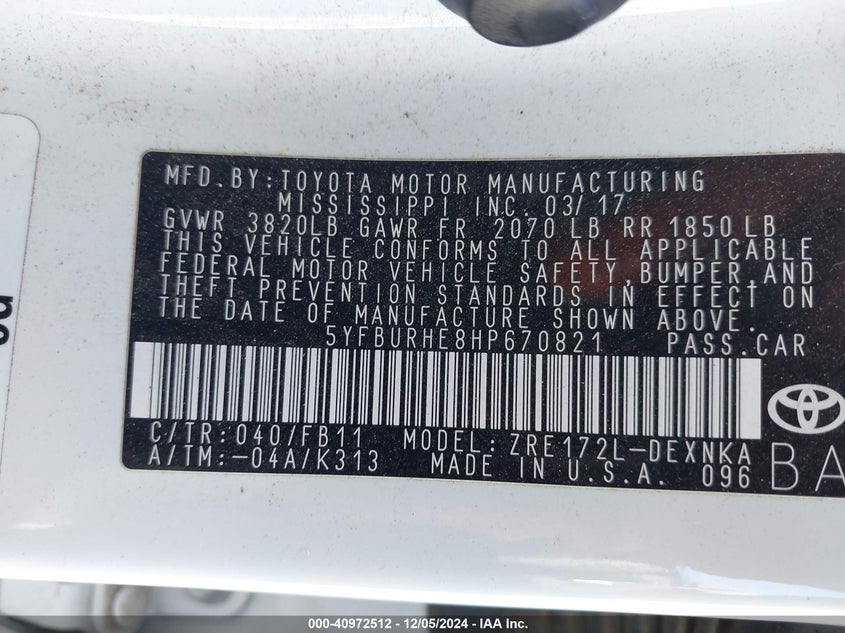 MFD.BY:TOYOTA MOTOR MANUFACTURING
MISSISSIPPI INC. 03/17
GVWR 3820LB GAWR FR 2070 LB RR 1850 LB
THIS VEHICLE CONFORMS TO ALL APPLICABLE
FEDERAL MOTOR VEHICLE SAFETY,BUMPER,AND
THEFT PREVENTION STANDARDS IN EFFECT ON
THE DATE OF MANUFACTURE SHOWN ABOVE.
5YFBURHE8HP670821 PASS.CAR
C/TR:040/FB11 MODEL:ZRE172L-DEXNKA
A/TM:-04A/K313 MADE IN U.S.A. 096
BA
000-40972512 - 12/05/2024 - IAA Inc.